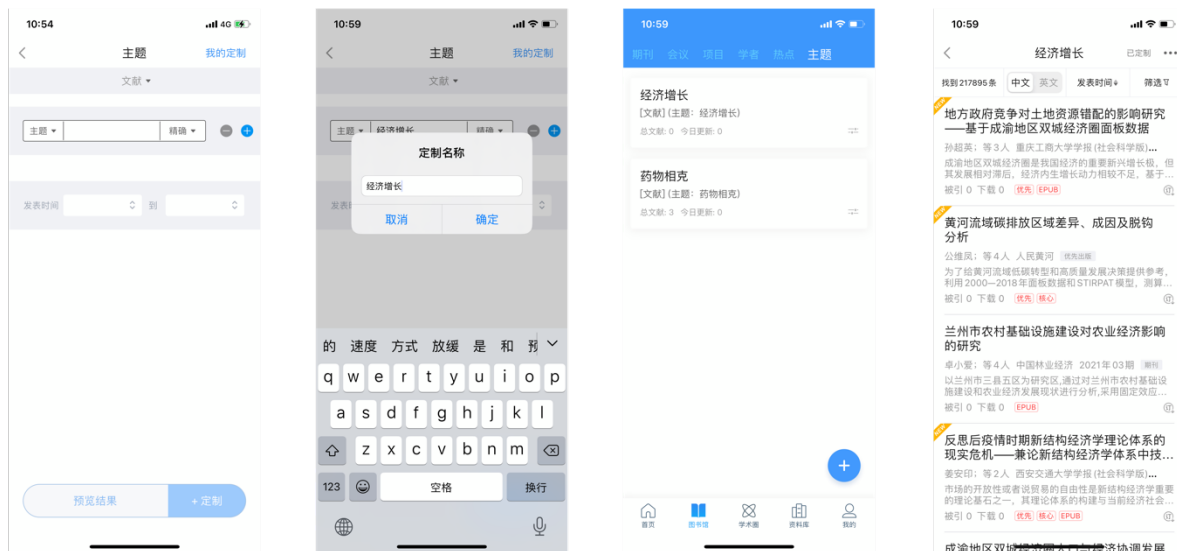 10:54
4G
主题
我的定制
文献
主题
精确
发表时间
到
预览结果
+ 定制
10:59
主题
我的定制
文献
主题
经济增长
精确
定制名称
经济增长
取消
确定
的 速度 方式 放缓 是 和 预
q w e r t y u i o p
a s d f g h j k l
z x c v b n m
123
空格
换行
10:59
期刊 会议 项目 学者 热点 主题
经济增长
[文献] (主题: 经济增长)
总文献: 0 今日更新: 0
药物相克
[文献] (主题: 药物相克)
总文献: 3 今日更新: 0
+
首页
图书馆
学术圈
资料库
我的
10:59
经济增长
已定制
找到217895条
中文
英文
发表时间
筛选
地方政府竞争对土地资源错配的影响研究
——基于成渝地区双城经济圈面板数据
孙超英; 等3人 重庆工商大学学报(社会科学版)...
成渝地区双城经济圈是我国经济的重要新兴增长极, 但
其发展相对滞后, 经济内生增长动力相较不足, 基于...
被引 0 下载 0 优先 EPUB
黄河流域碳排放区域差异、成因及脱钩
分析
公维凤; 等4人 人民黄河 优先出版
为了给黄河流域低碳转型和高质量发展决策提供参考,
利用2000—2018年面板数据和STIRPAT模型, 测算...
被引 0 下载 0 优先 核心
兰州市农村基础设施建设对农业经济影响
的研究
卓小爱; 等4人 中国林业经济 2021年03期 期刊
以兰州市三县五区为研究区,通过对兰州市农村基础设
施建设和农业经济发展现状进行分析,采用固定效应...
被引 0 下载 0 EPUB
反思后疫情时期新结构经济学理论体系的
现实危机——兼论新结构经济学体系中技...
姜安印; 等2人 西安交通大学学报(社会科学版)...
市场的开放性或者说贸易的自由性是新结构经济学重要
的理论基石之一, 其理论体系的构建与当前经济社会...
被引 0 下载 0 优先 核心 EPUB